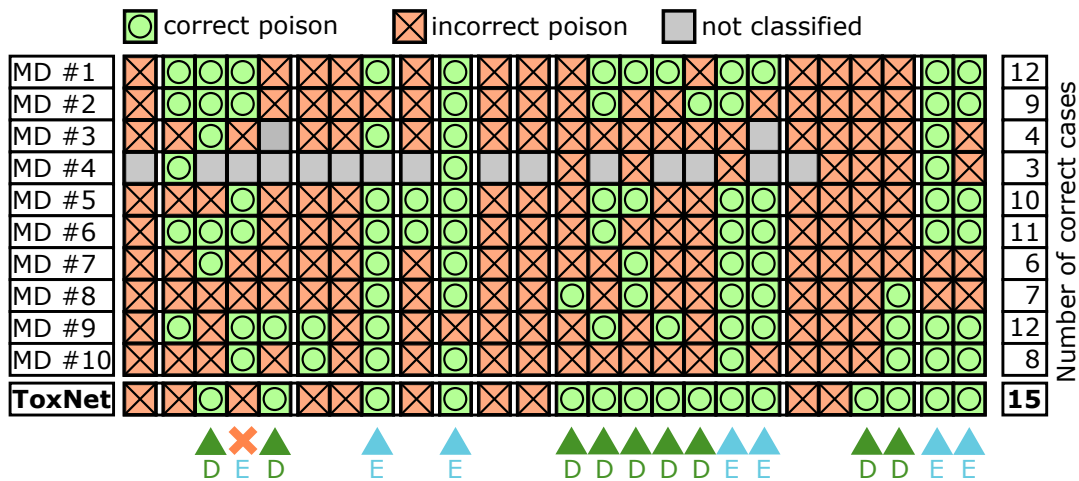 correct poison incorrect poison not classified
MD #1 12
MD #2 9
MD #3 4
MD #4 3
MD #5 10
MD #6 11
MD #7 6
MD #8 7
MD #9 12
MD #10 8
ToxNet 15
D E D E E D D D D D E E D D E E
Number of correct cases